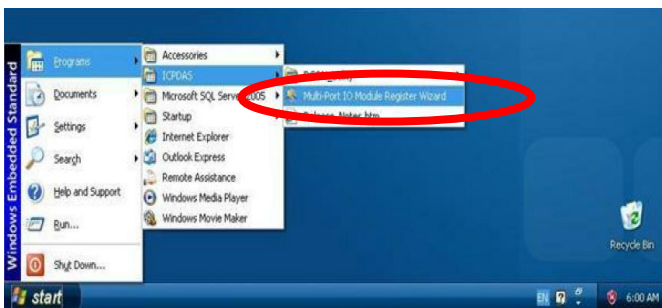 Windows Embedded Standard
Programs
Documents
Settings
Search
Help and Support
Run...
Shut Down...
Accessories
ICPDAS
Microsoft SQL Server 2005
Startup
Internet Explorer
Outlook Express
Remote Assistance
Windows Media Player
Windows Movie Maker
Multi-Port IO Module Register Wizard
Release_Notes.htm
Recycle Bin
start
EN
6:00 AM